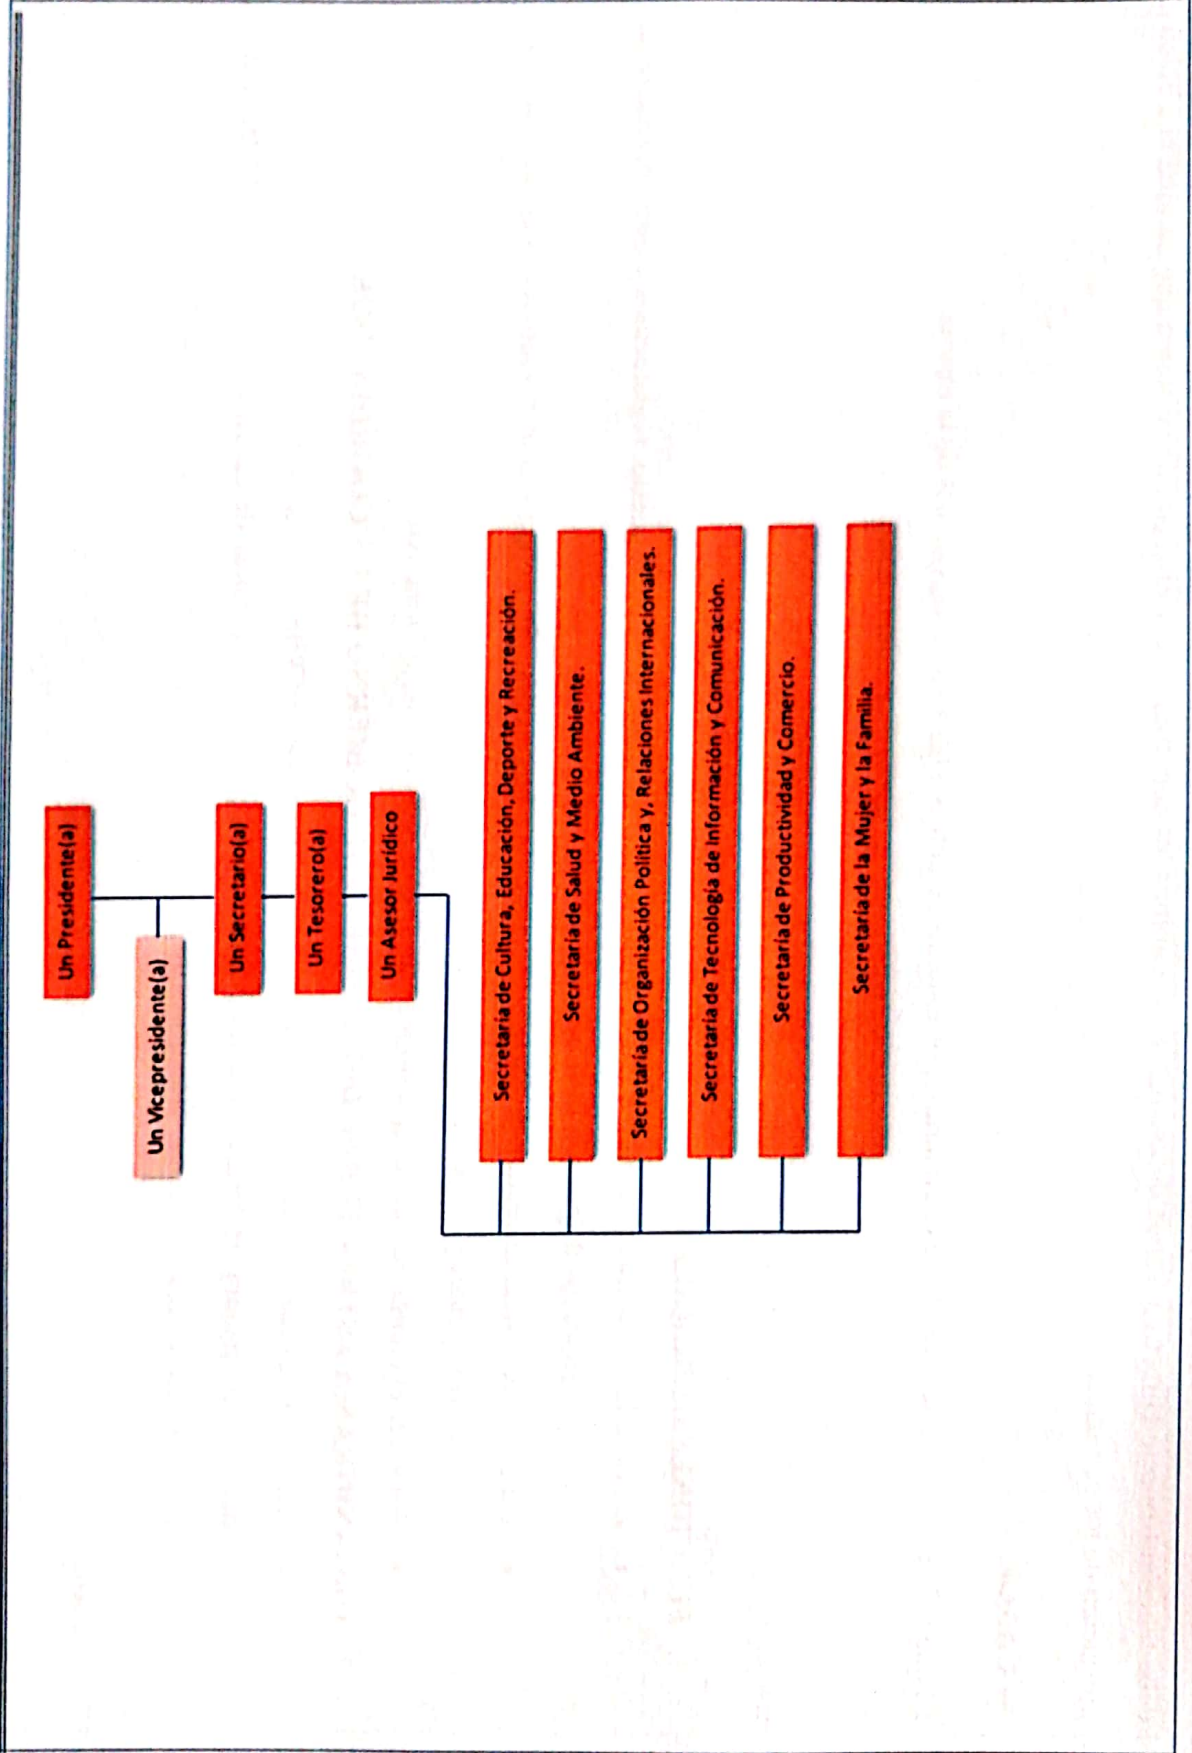 Un Presidente(a)
Un Vicepresidente(a)
Un Secretario(a)
Un Tesorero(a)
Un Asesor Jurídico
Secretaría de Cultura, Educación, Deporte y Recreación.
Secretaría de Salud y Medio Ambiente.
Secretaría de Organización Política y, Relaciones Internacionales.
Secretaría de Tecnología de Información y Comunicación.
Secretaría de Productividad y Comercio.
Secretaría de la Mujer y la Familia.